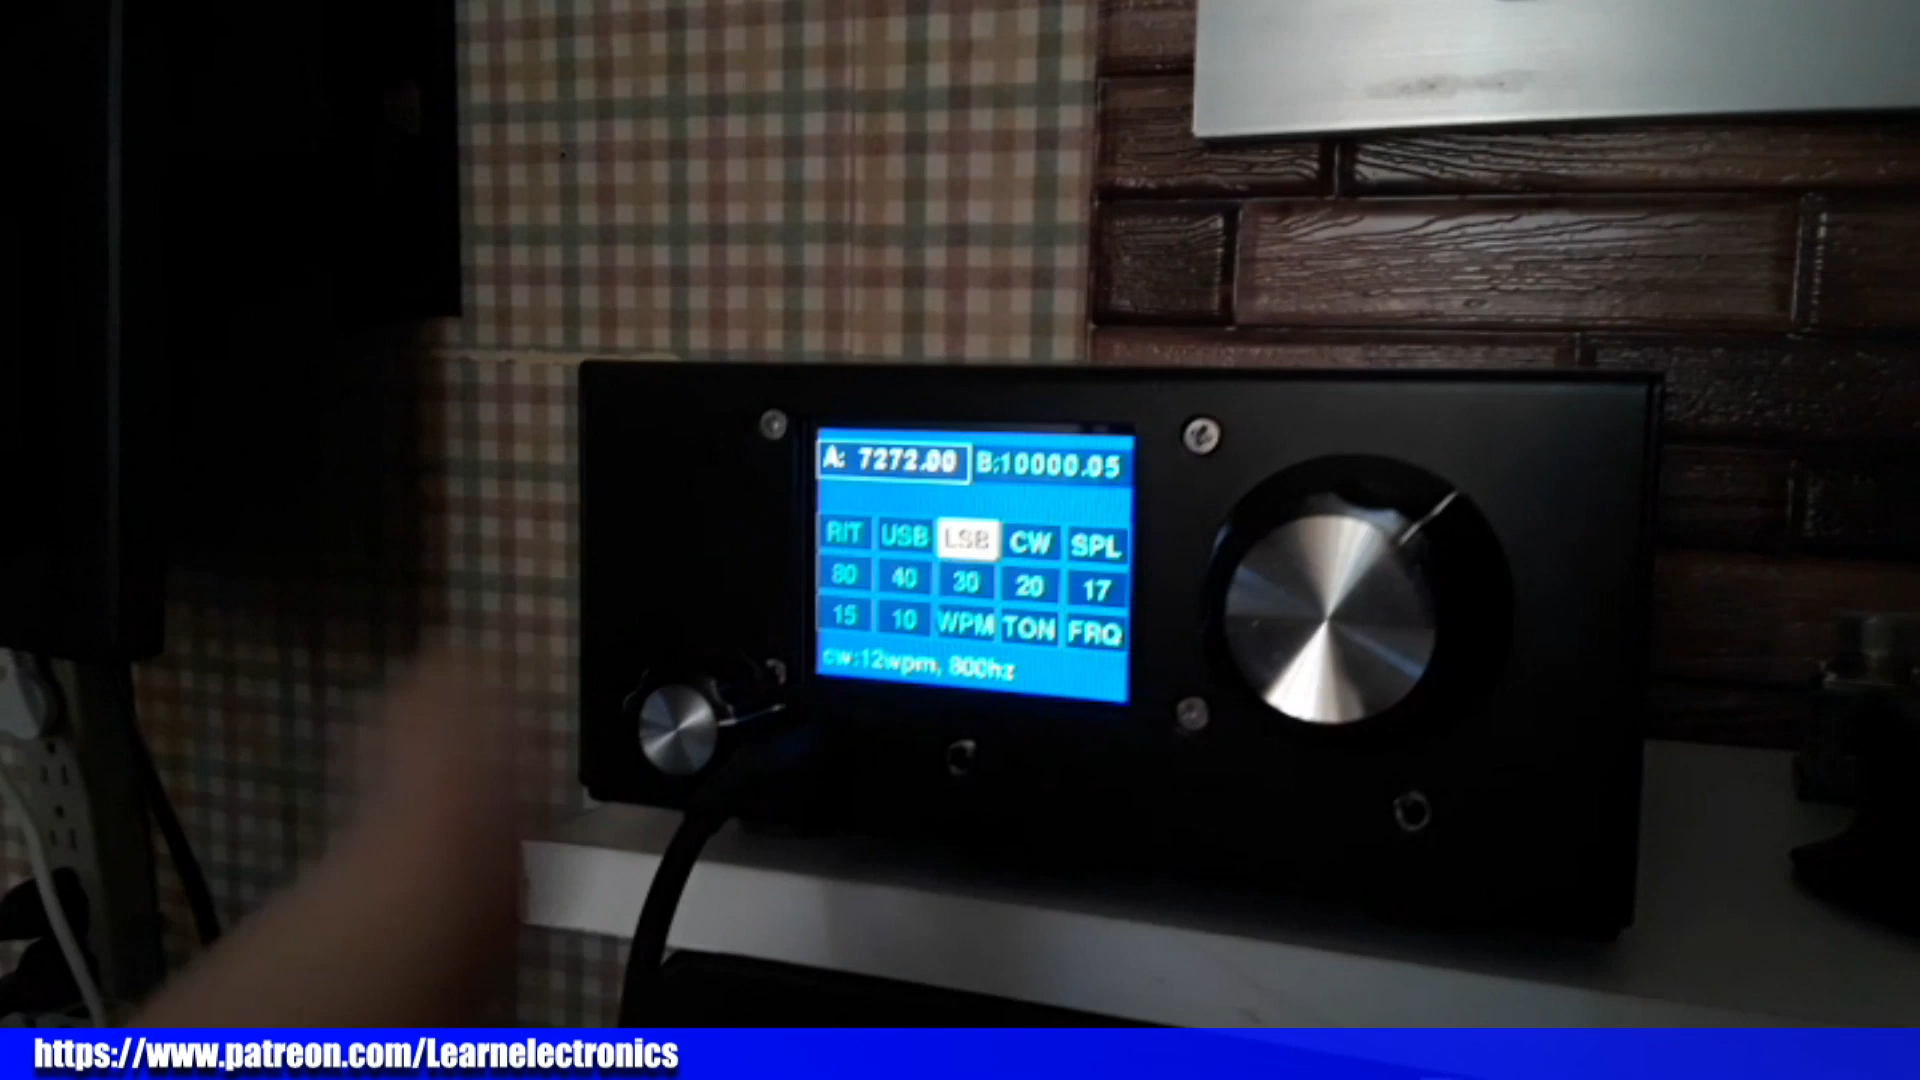 A: 7272.00 B:10000.05
RIT USB LSB CW SPL
80 40 30 20 17
15 10 WPM TON FRQ
cw:12wpm, 800hz
https://www.patreon.com/Learnelectronics